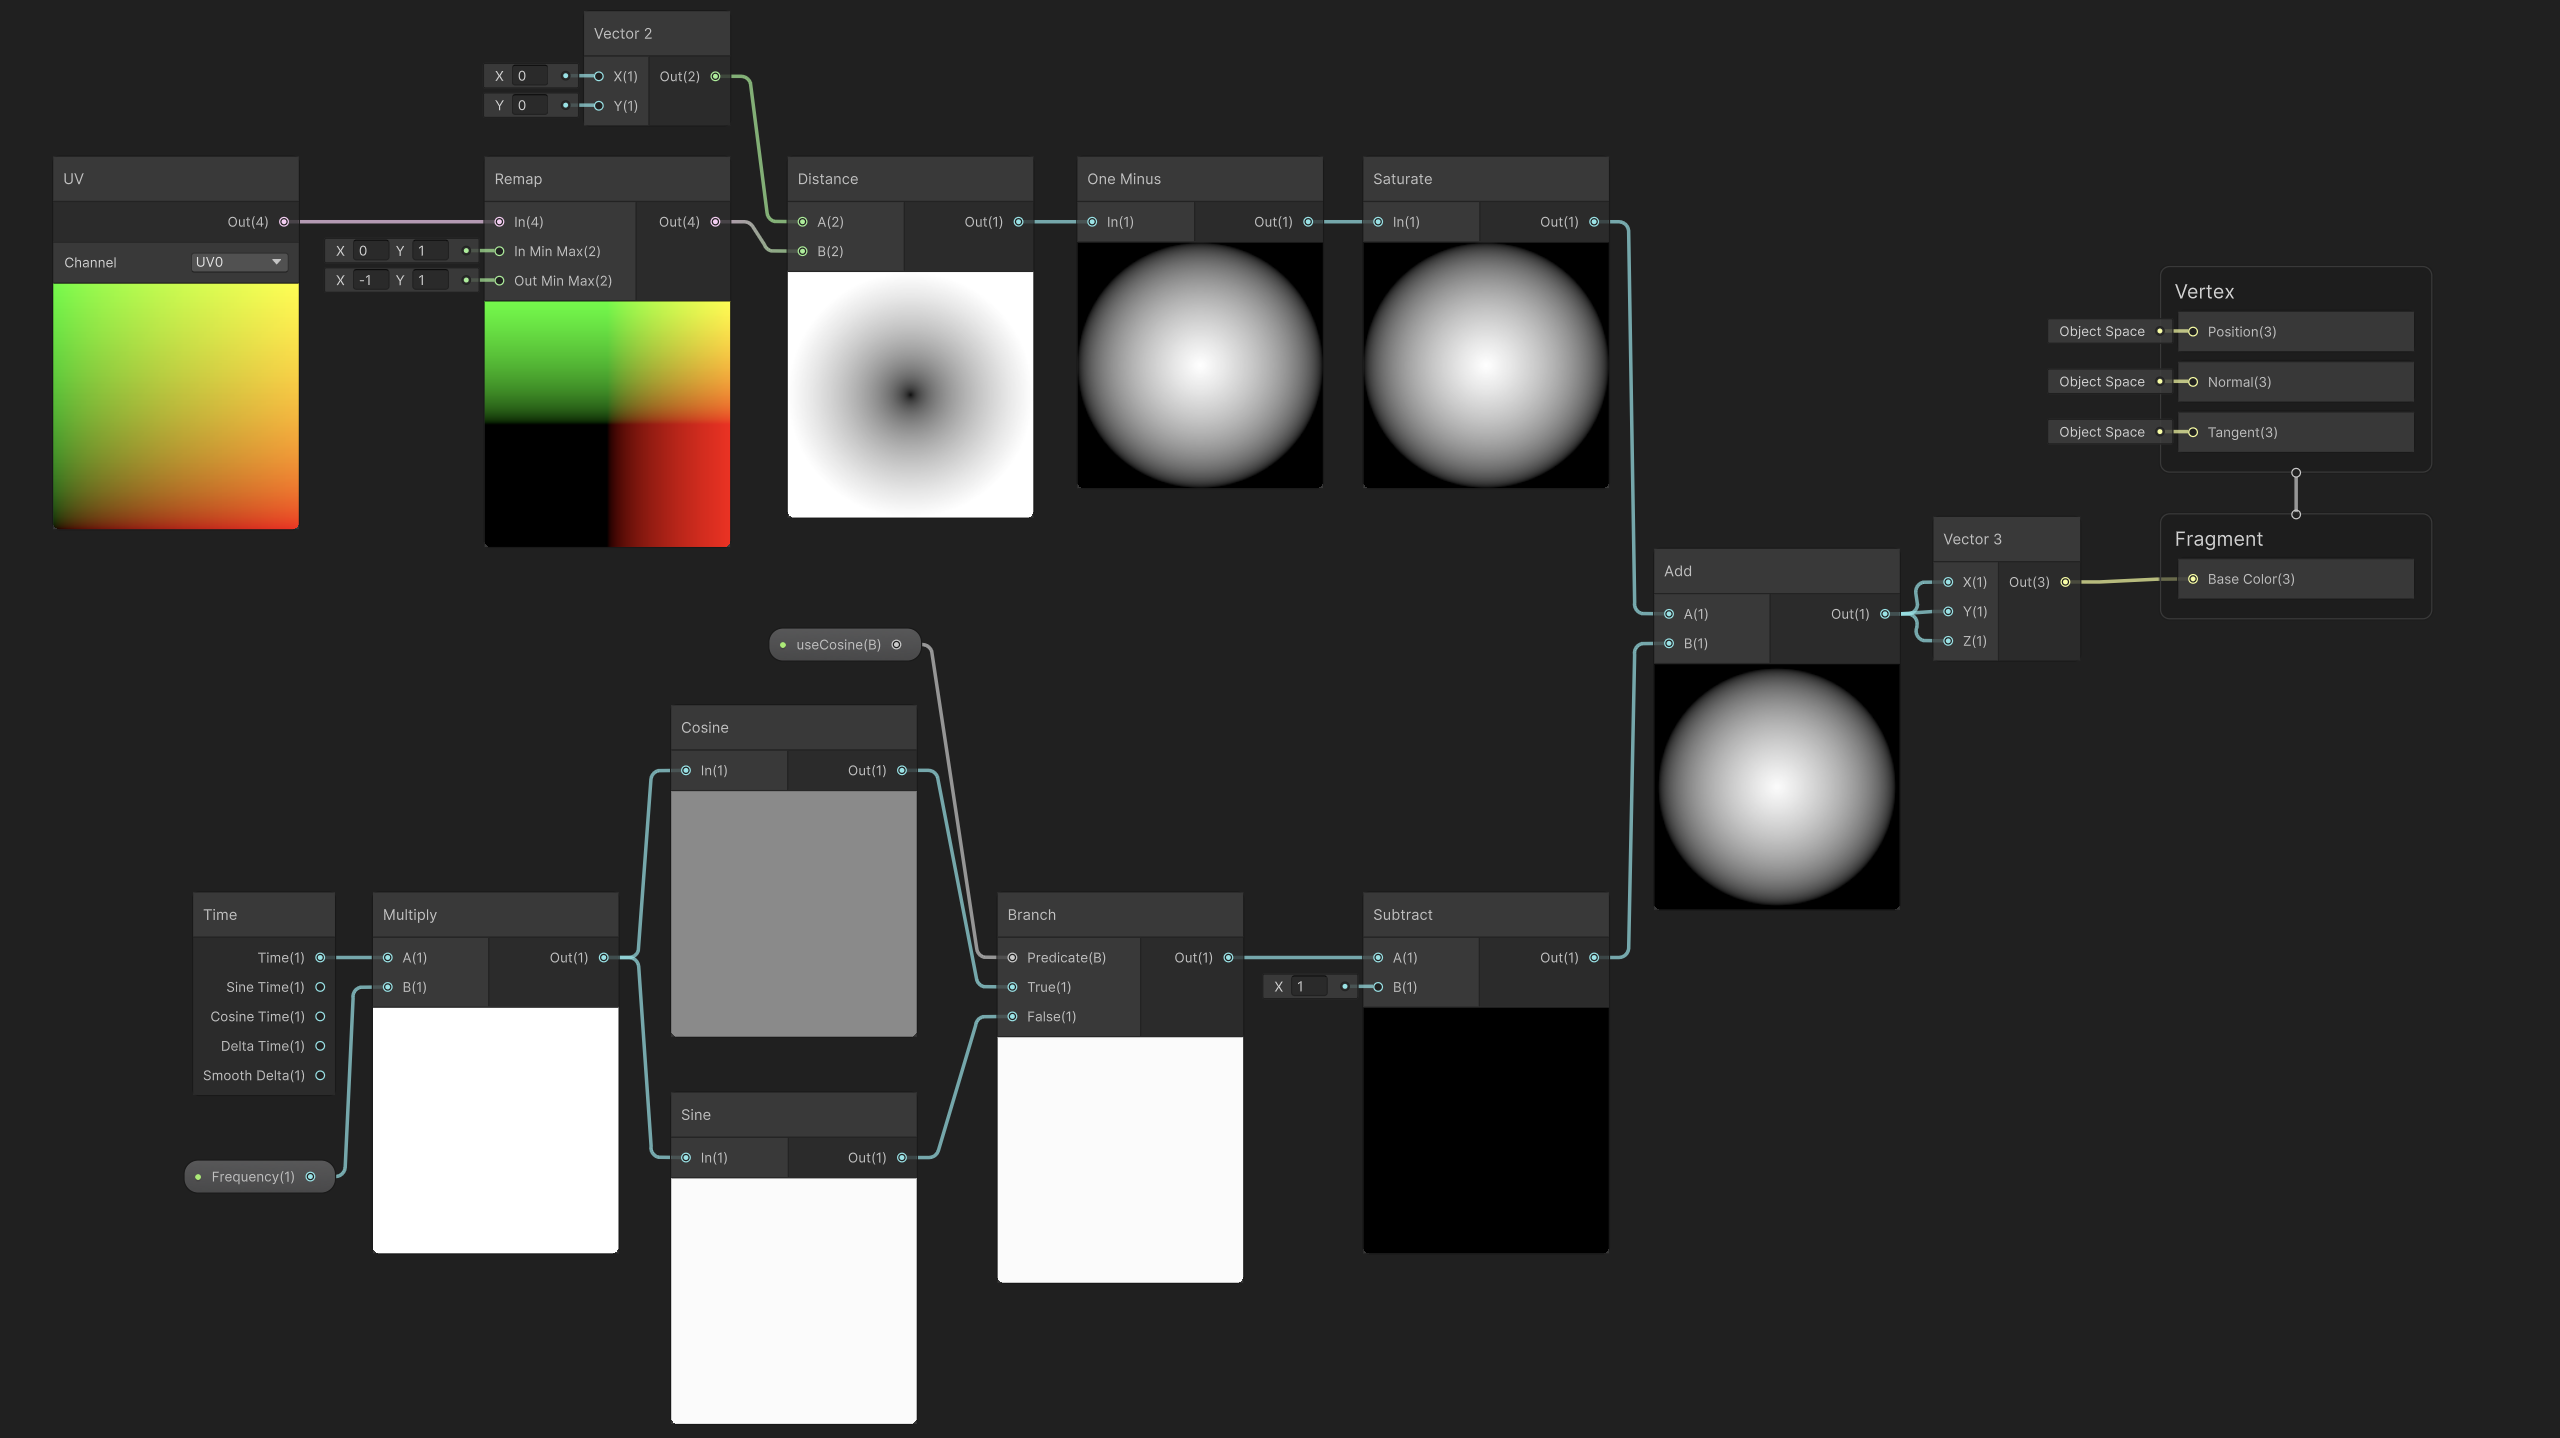 Vector 2
X 0 X(1) Out(2)
Y 0 Y(1)
UV
Out(4)
Channel UV0
Remap
In(4) Out(4)
X 0 Y 1 In Min Max(2)
X -1 Y 1 Out Min Max(2)
Distance
A(2) Out(1)
B(2)
One Minus
In(1) Out(1)
Saturate
In(1) Out(1)
Vertex
Object Space Position(3)
Object Space Normal(3)
Object Space Tangent(3)
Fragment
Base Color(3)
Vector 3
X(1) Out(3)
Y(1)
Z(1)
Add
A(1) Out(1)
B(1)
useCosine(B)
Cosine
In(1) Out(1)
Time
Time(1)
Sine Time(1)
Cosine Time(1)
Delta Time(1)
Smooth Delta(1)
Frequency(1)
Multiply
A(1) Out(1)
B(1)
Sine
In(1) Out(1)
Branch
Predicate(B) Out(1)
True(1)
False(1)
Subtract
A(1) Out(1)
X 1 B(1)